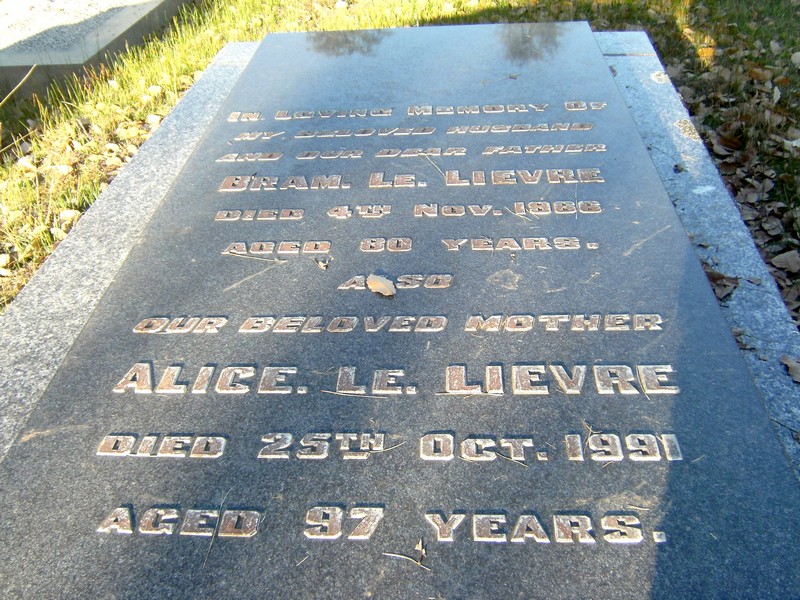 IN LOVING MEMORY OF
MY BELOVED HUSBAND
AND OUR DEAR FATHER
BRAM. LE. LIEVRE
DIED 4TH NOV.
AGED 80 YEARS.
ALSO
OUR BELOVED MOTHER
ALICE. LE. LIEVRE
DIED 25TH OCT. 1991
AGED 97 YEARS.